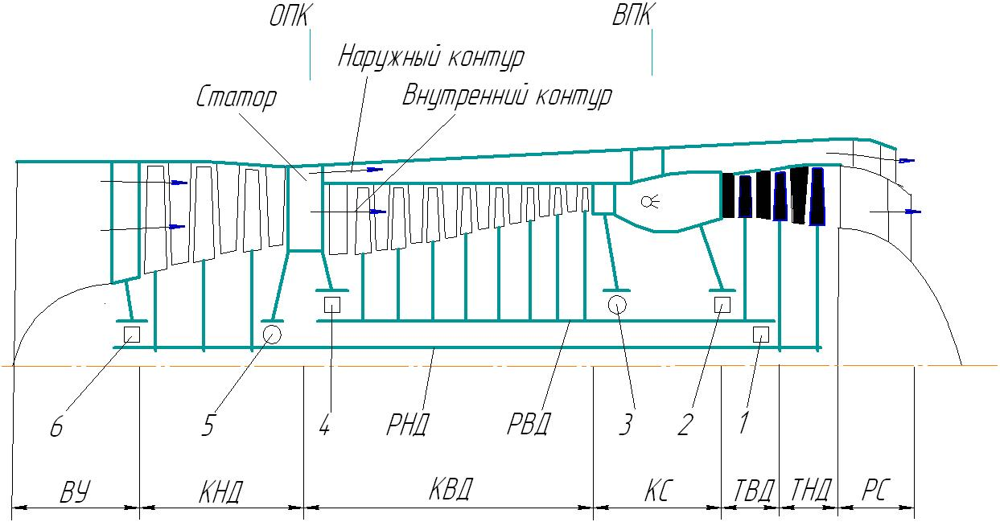 ОПК
ВПК
Наружный контур
Статор
Внутренний контур
6
5
4
РНД
РВД
3
2
1
ВУ
КНД
КВД
КС
ТВД
ТНД
РС